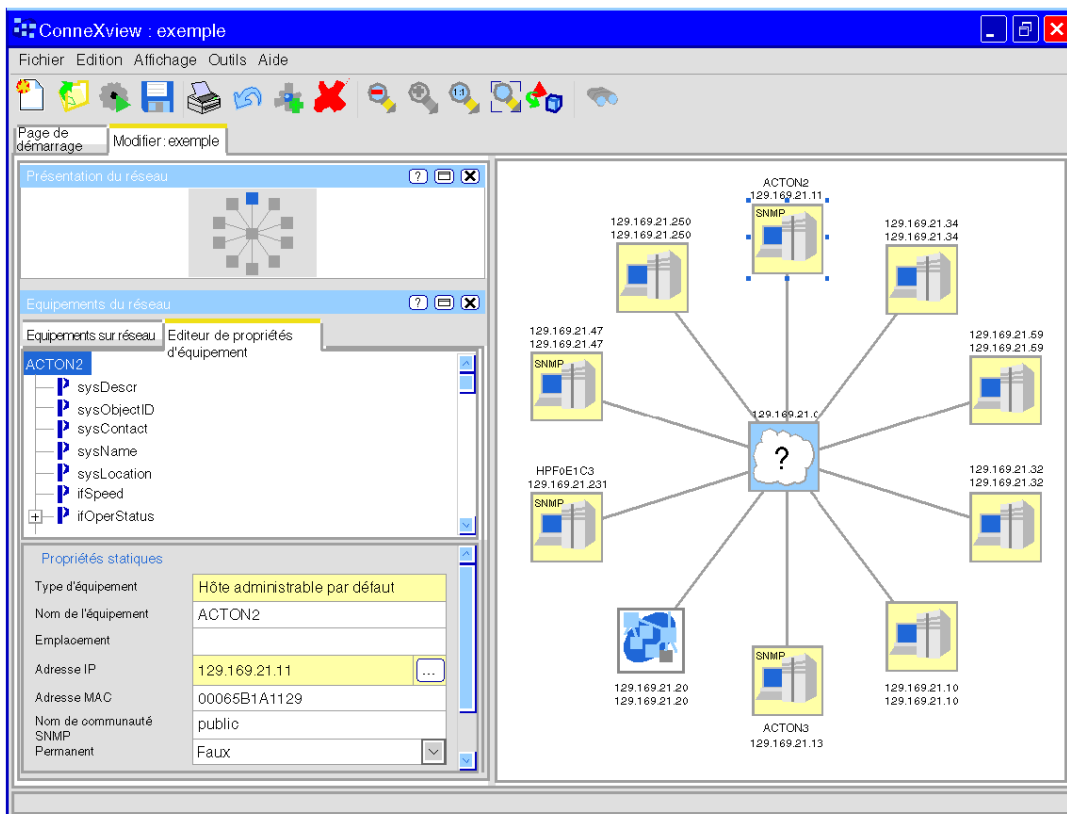 ConneXview : exemple
Fichier Edition Affichage Outils Aide
1:1
Page de
démarrage
Modifier : exemple
Présentation du réseau
?
Equipements du réseau
?
Equipements sur réseau
Editeur de propriétés
d'équipement
ACTON2
P sysDescr
P sysObjectID
P sysContact
P sysName
P sysLocation
P ifSpeed
P ifOperStatus
Propriétés statiques
Type d'équipement
Hôte administrable par défaut
Nom de l'équipement
ACTON2
Emplacement
Adresse IP
129.169.21.11
...
Adresse MAC
00065B1A1129
Nom de communauté
SNMP
public
Permanent
Faux
ACTON2
129.169.21.11
SNMP
129.169.21.250
129.169.21.250
129.169.21.34
129.169.21.34
129.169.21.47
129.169.21.47
SNMP
129.169.21.59
129.169.21.59
129.169.21.0
?
HPF0E1C3
129.169.21.231
SNMP
129.169.21.32
129.169.21.32
129.169.21.20
129.169.21.20
SNMP
ACTON3
129.169.21.13
129.169.21.10
129.169.21.10